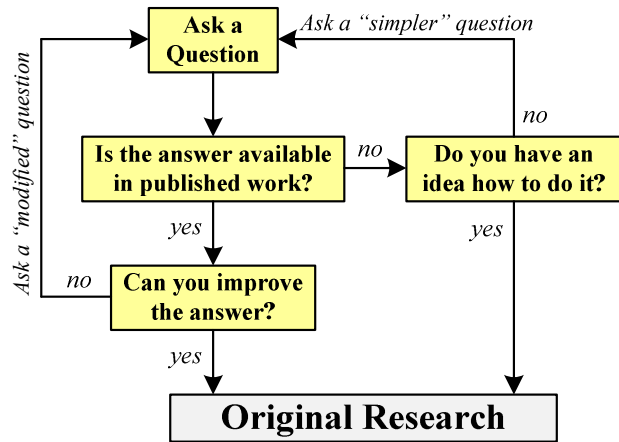 Ask a
Question
Ask a “simpler” question
Ask a “modified” question
no
Is the answer available
in published work?
no
Do you have an
idea how to do it?
yes
yes
no
Can you improve
the answer?
yes
Original Research